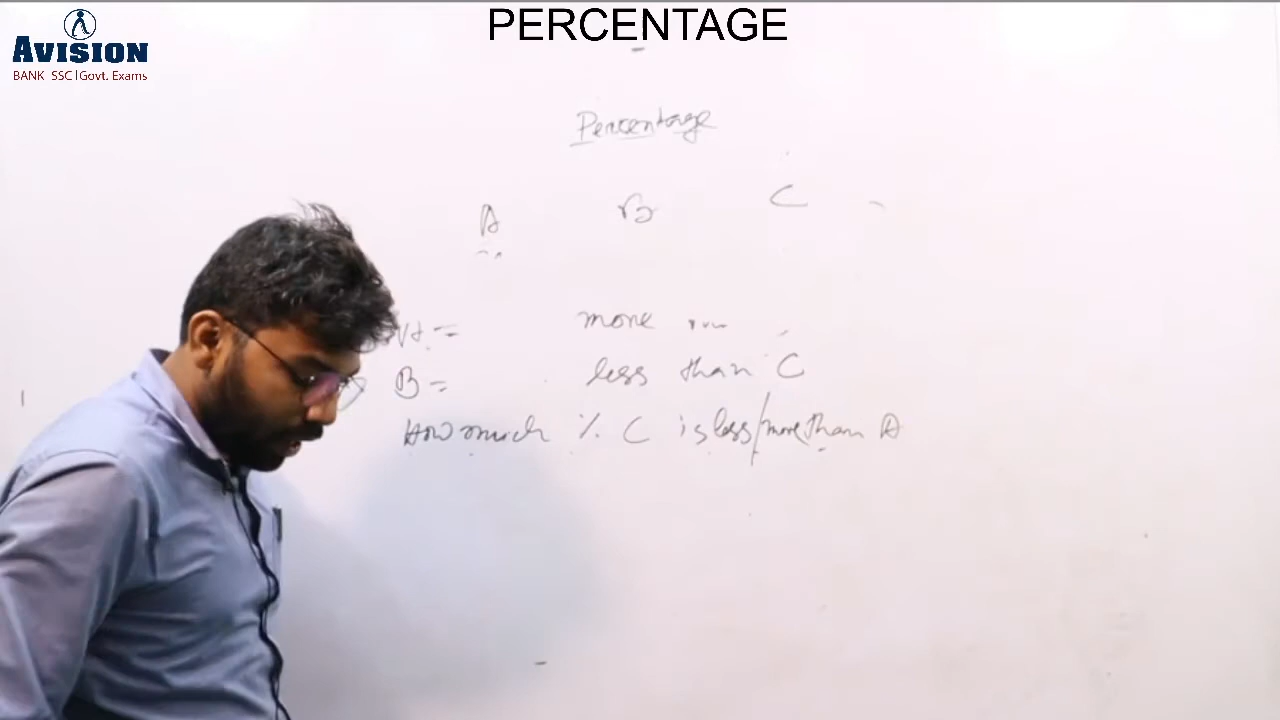 PERCENTAGE
AVISION
BANK SSC|Govt. Exams
Percentage
A B C
more
B = less than C
How much % C is less/more than A